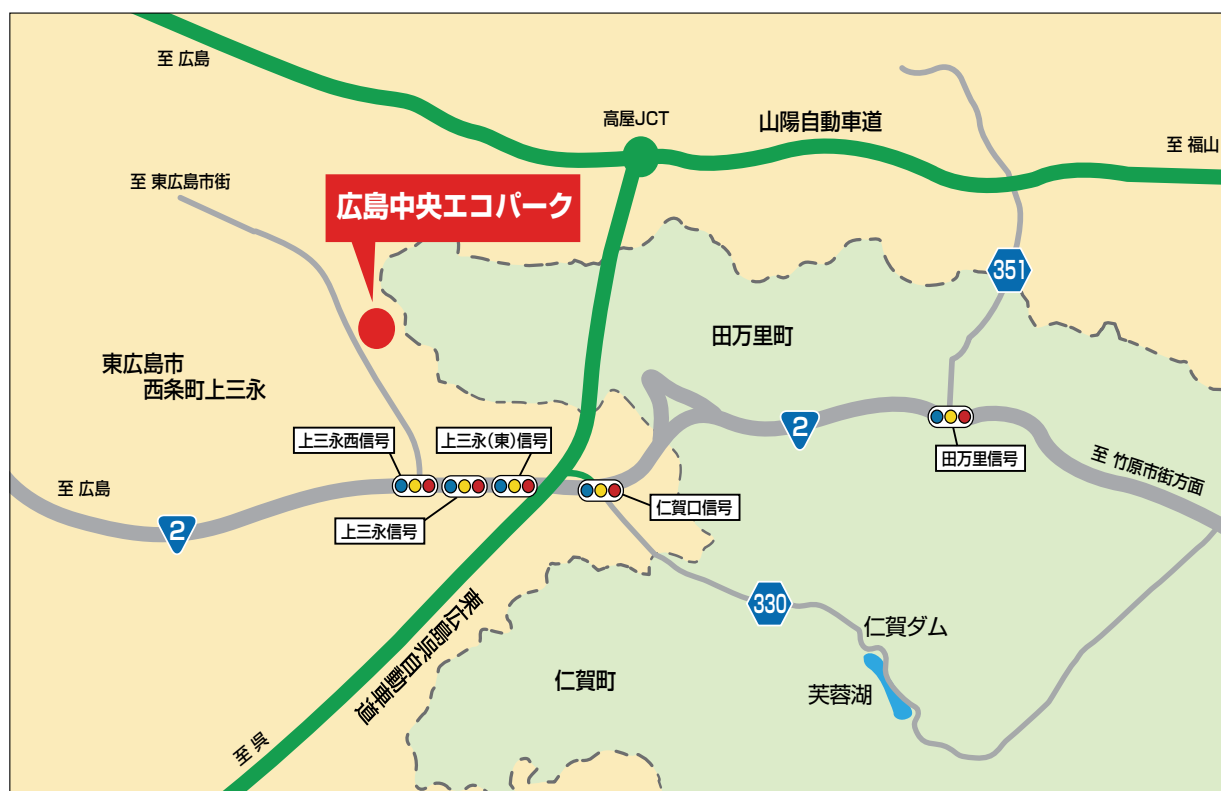 至 広島
高屋JCT
山陽自動車道
至 福山
至 東広島市街
広島中央エコパーク
351
田万里町
東広島市
西条町上三永
2
上三永西信号
上三永(東)信号
田万里信号
至 竹原市街方面
至 広島
2
上三永信号
仁賀口信号
東広島呉自動車道
330
仁賀ダム
仁賀町
芙蓉湖
至 呉